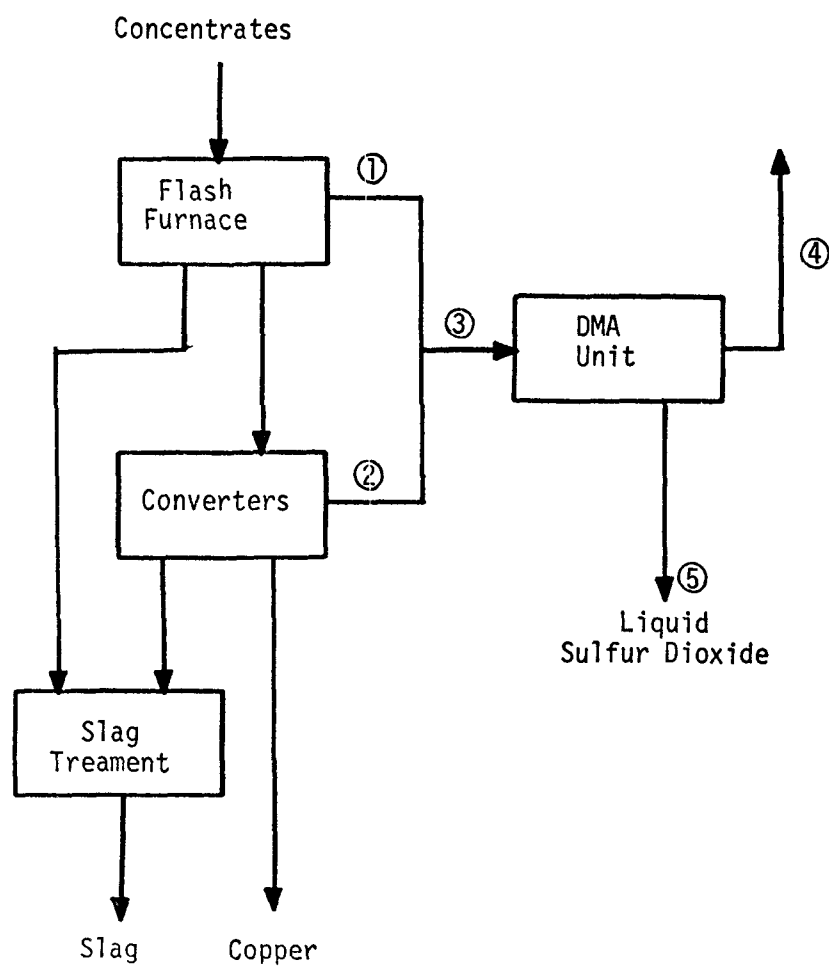 Concentrates
Flash
Furnace
①
④
③
DMA
Unit
Converters
②
⑤
Liquid
Sulfur Dioxide
Slag
Treament
Slag
Copper